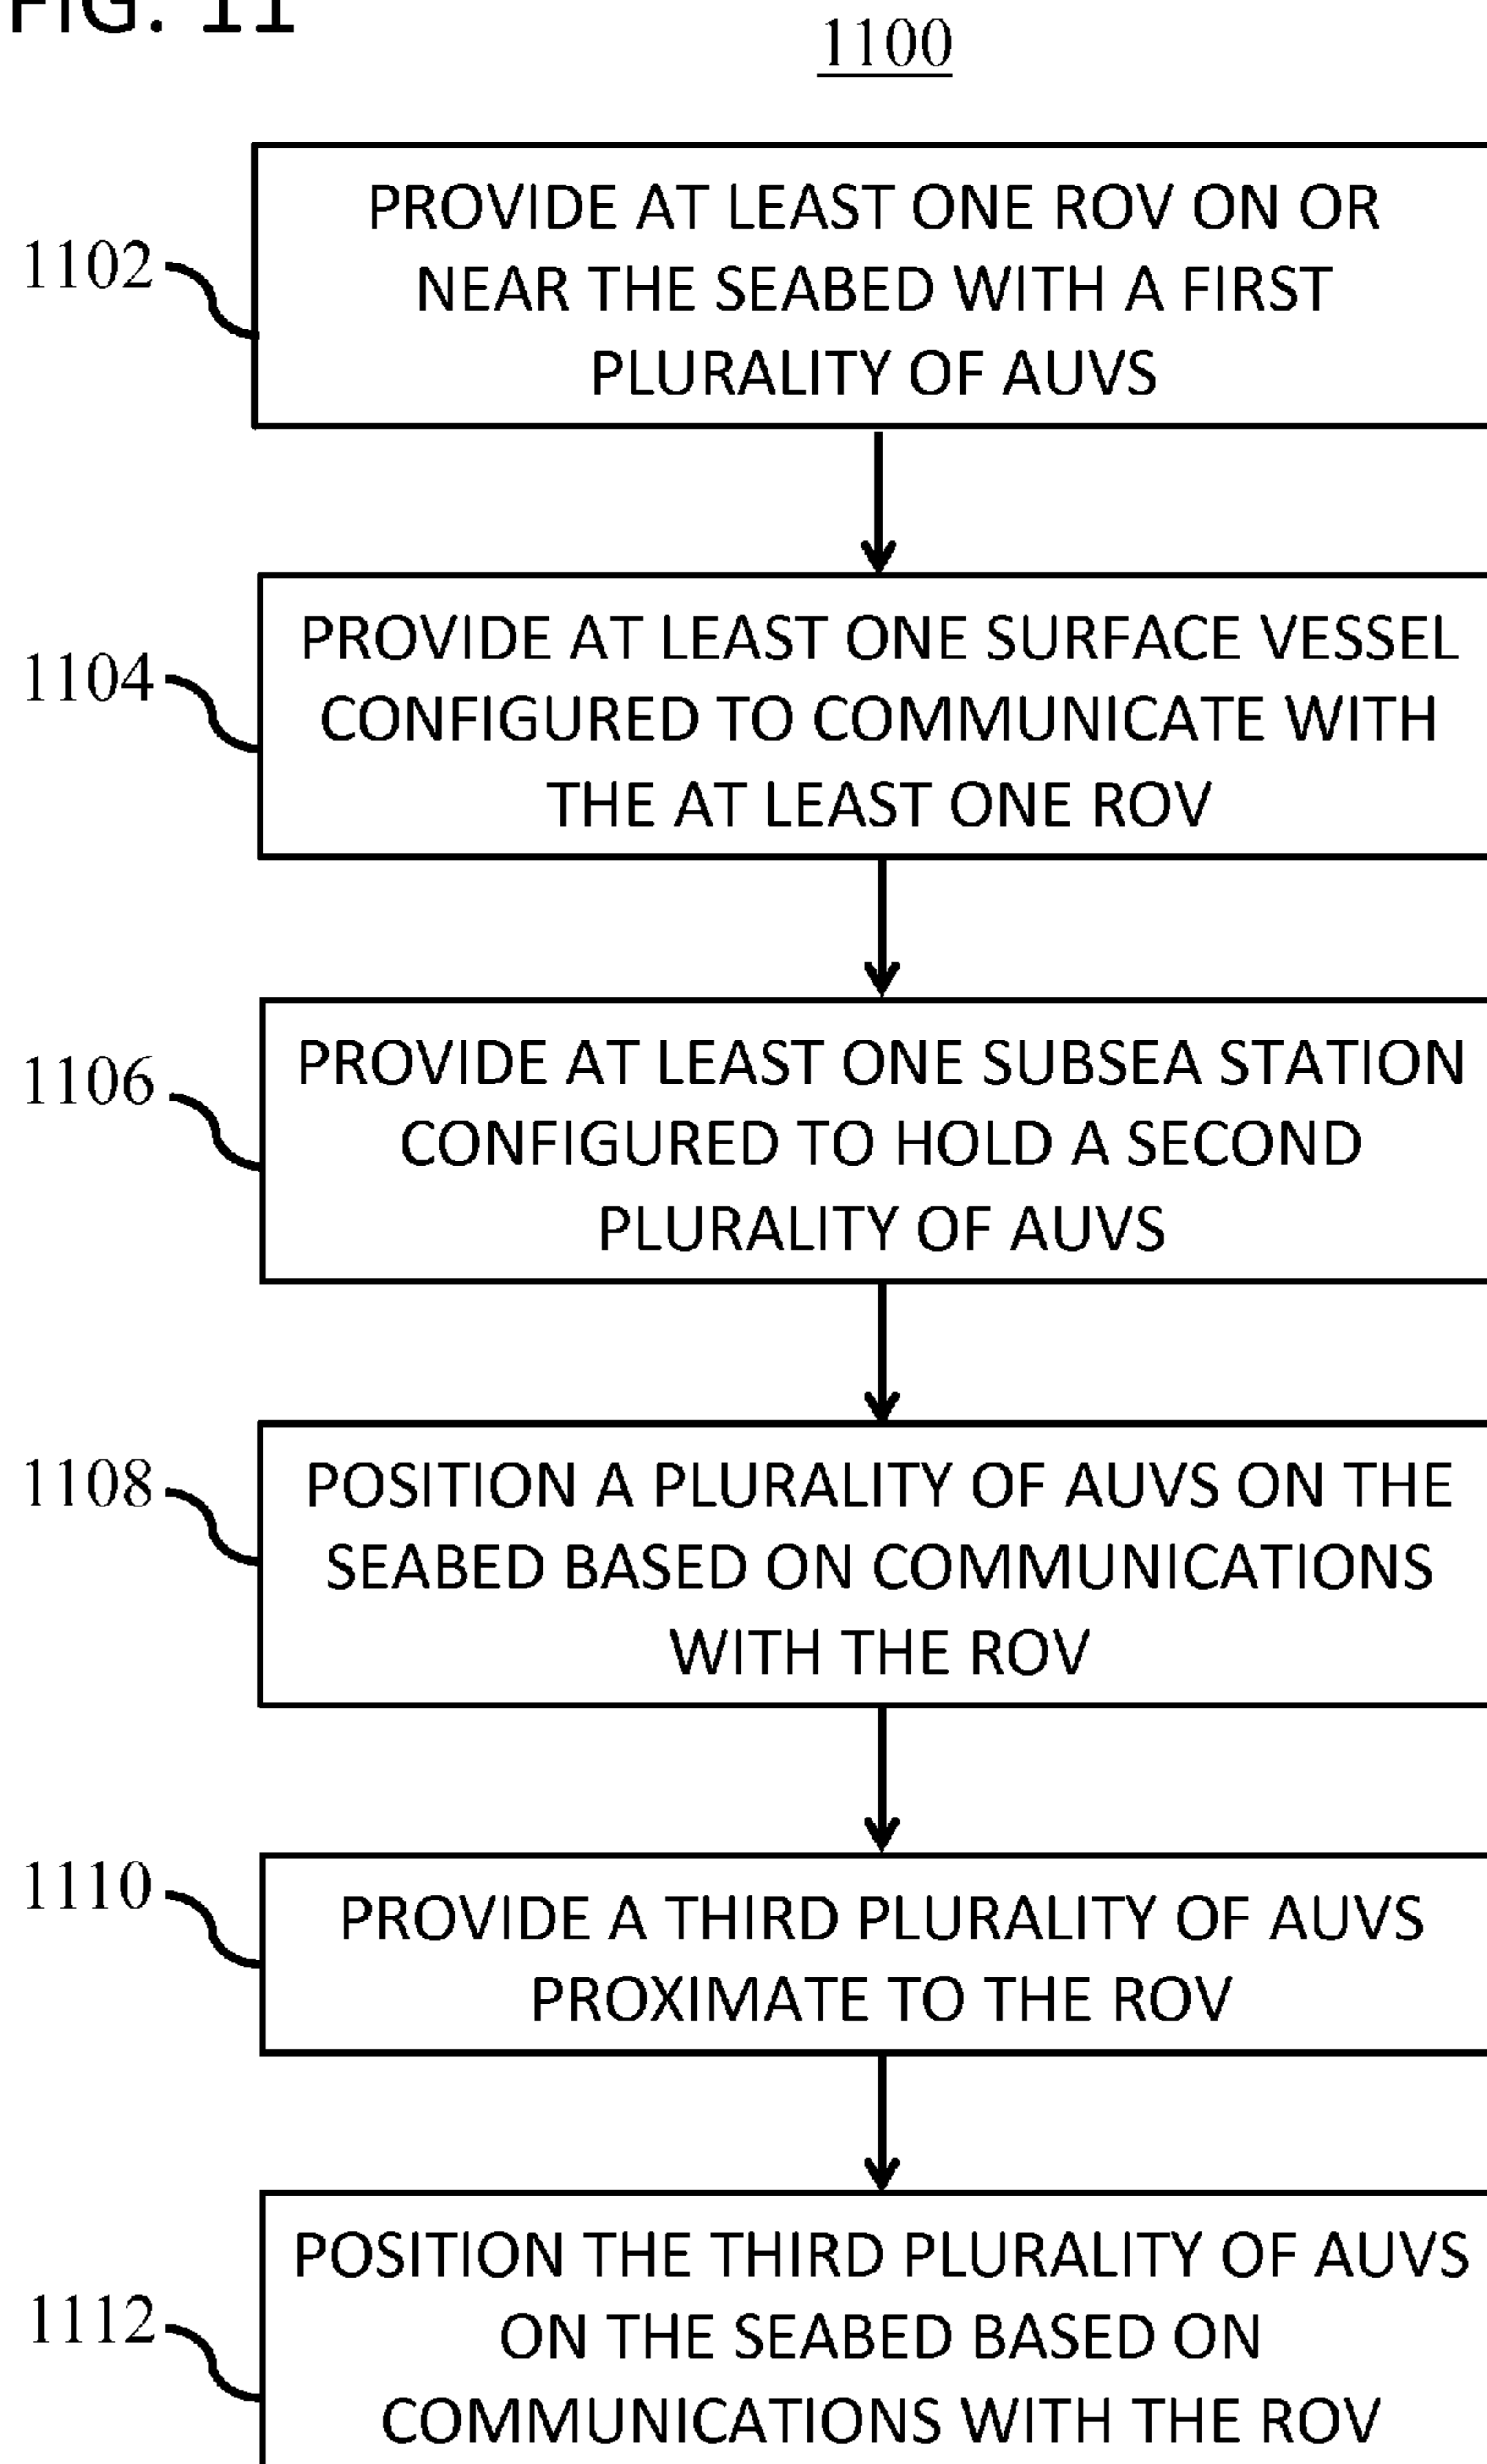 FIG. 11
1100
1102
PROVIDE AT LEAST ONE ROV ON OR
NEAR THE SEABED WITH A FIRST
PLURALITY OF AUVS
1104
PROVIDE AT LEAST ONE SURFACE VESSEL
CONFIGURED TO COMMUNICATE WITH
THE AT LEAST ONE ROV
1106
PROVIDE AT LEAST ONE SUBSEA STATION
CONFIGURED TO HOLD A SECOND
PLURALITY OF AUVS
1108
POSITION A PLURALITY OF AUVS ON THE
SEABED BASED ON COMMUNICATIONS
WITH THE ROV
1110
PROVIDE A THIRD PLURALITY OF AUVS
PROXIMATE TO THE ROV
1112
POSITION THE THIRD PLURALITY OF AUVS
ON THE SEABED BASED ON
COMMUNICATIONS WITH THE ROV